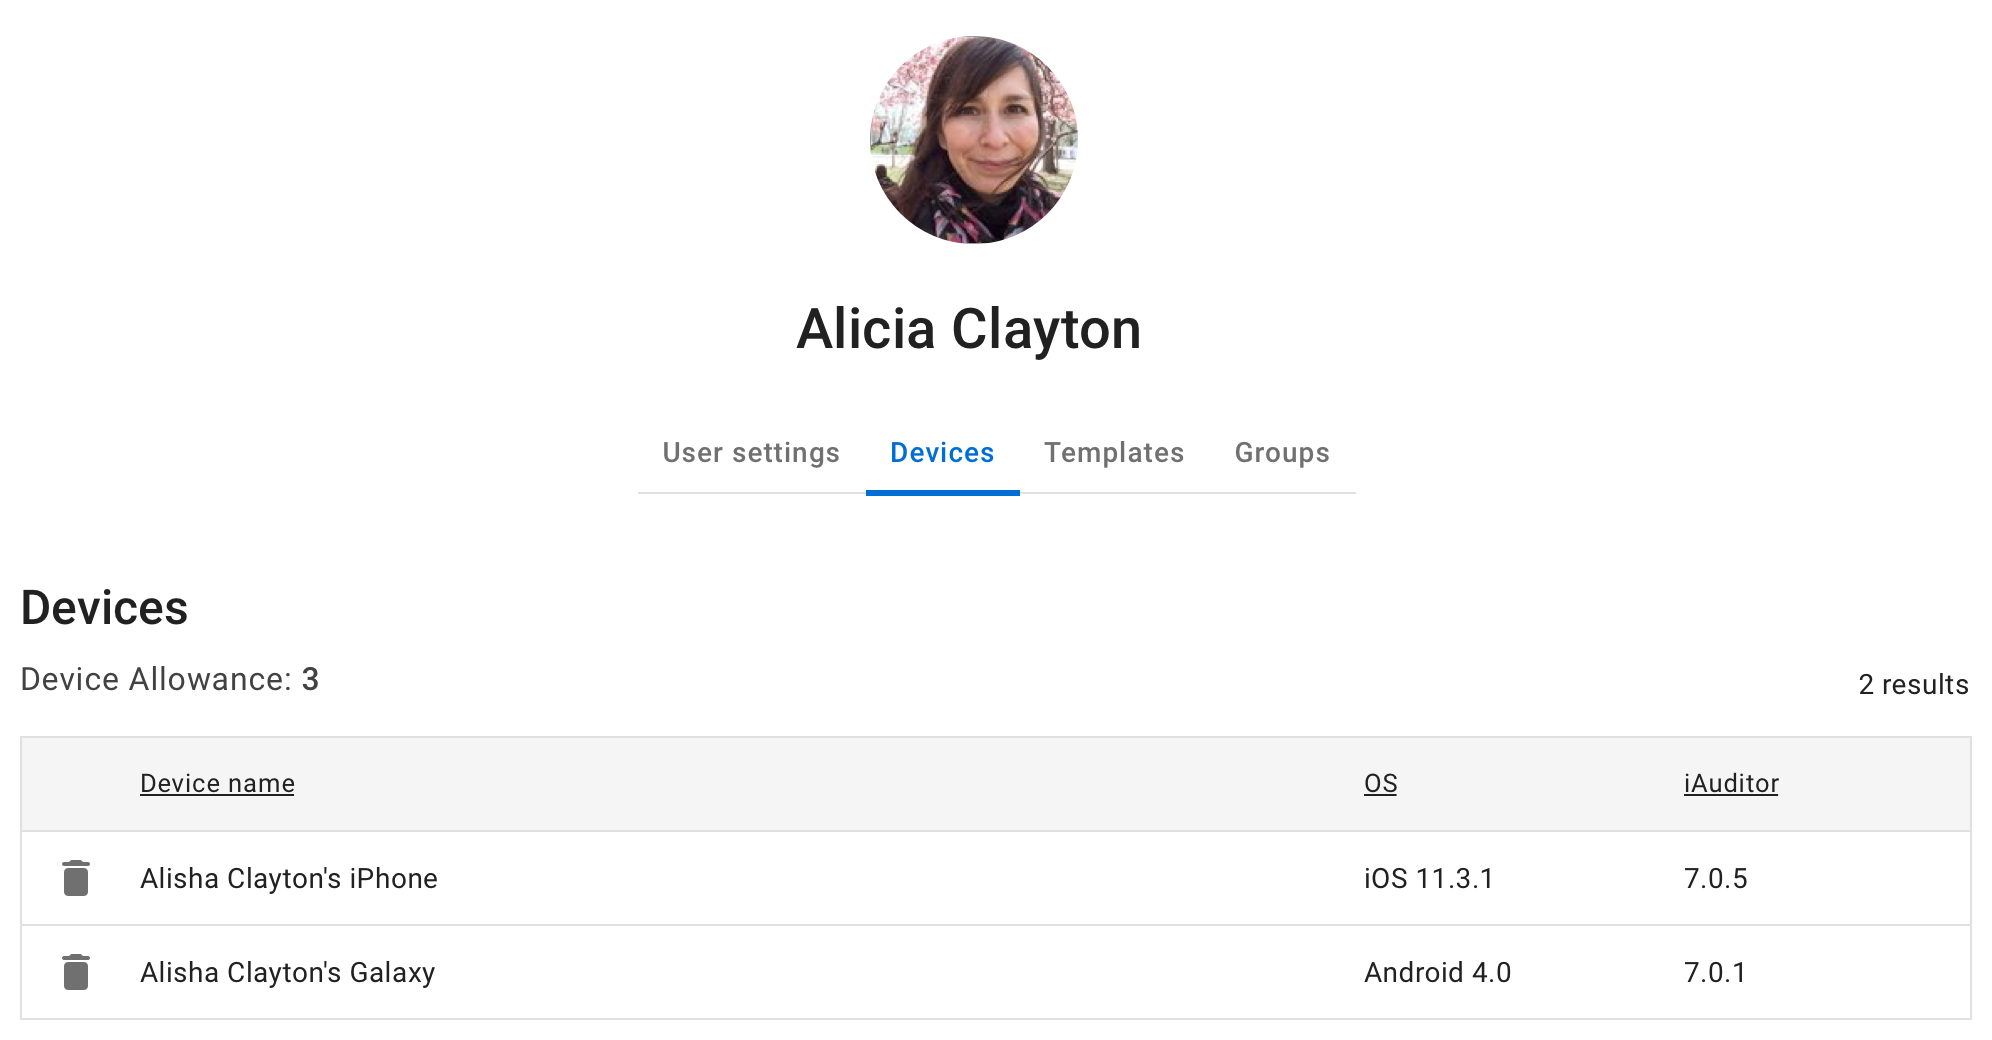 Alicia Clayton
User settings Devices Templates Groups
Devices
Device Allowance: 3
2 results
Device name OS iAuditor
Alisha Clayton's iPhone iOS 11.3.1 7.0.5
Alisha Clayton's Galaxy Android 4.0 7.0.1